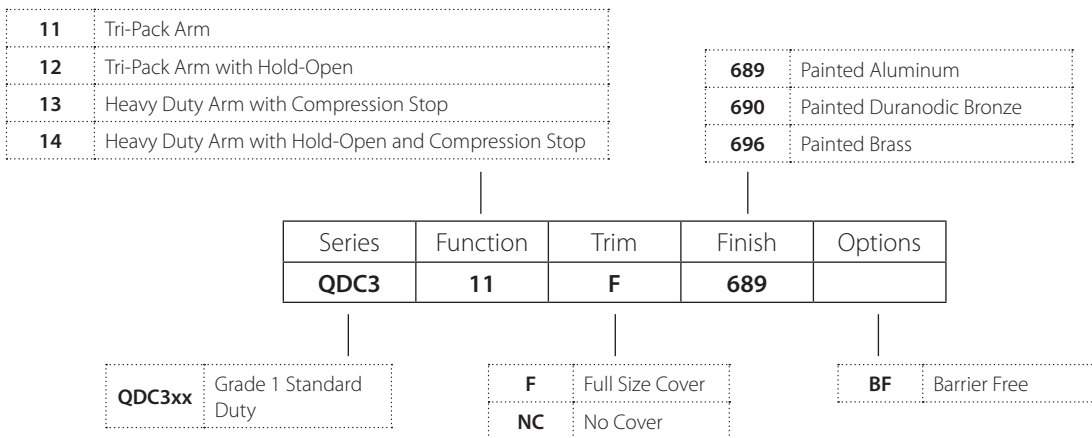 11 Tri-Pack Arm
12 Tri-Pack Arm with Hold-Open
13 Heavy Duty Arm with Compression Stop
14 Heavy Duty Arm with Hold-Open and Compression Stop
689 Painted Aluminum
690 Painted Duranodic Bronze
696 Painted Brass
Series Function Trim Finish Options
QDC3 11 F 689
QDC3xx Grade 1 Standard
Duty
F Full Size Cover
NC No Cover
BF Barrier Free